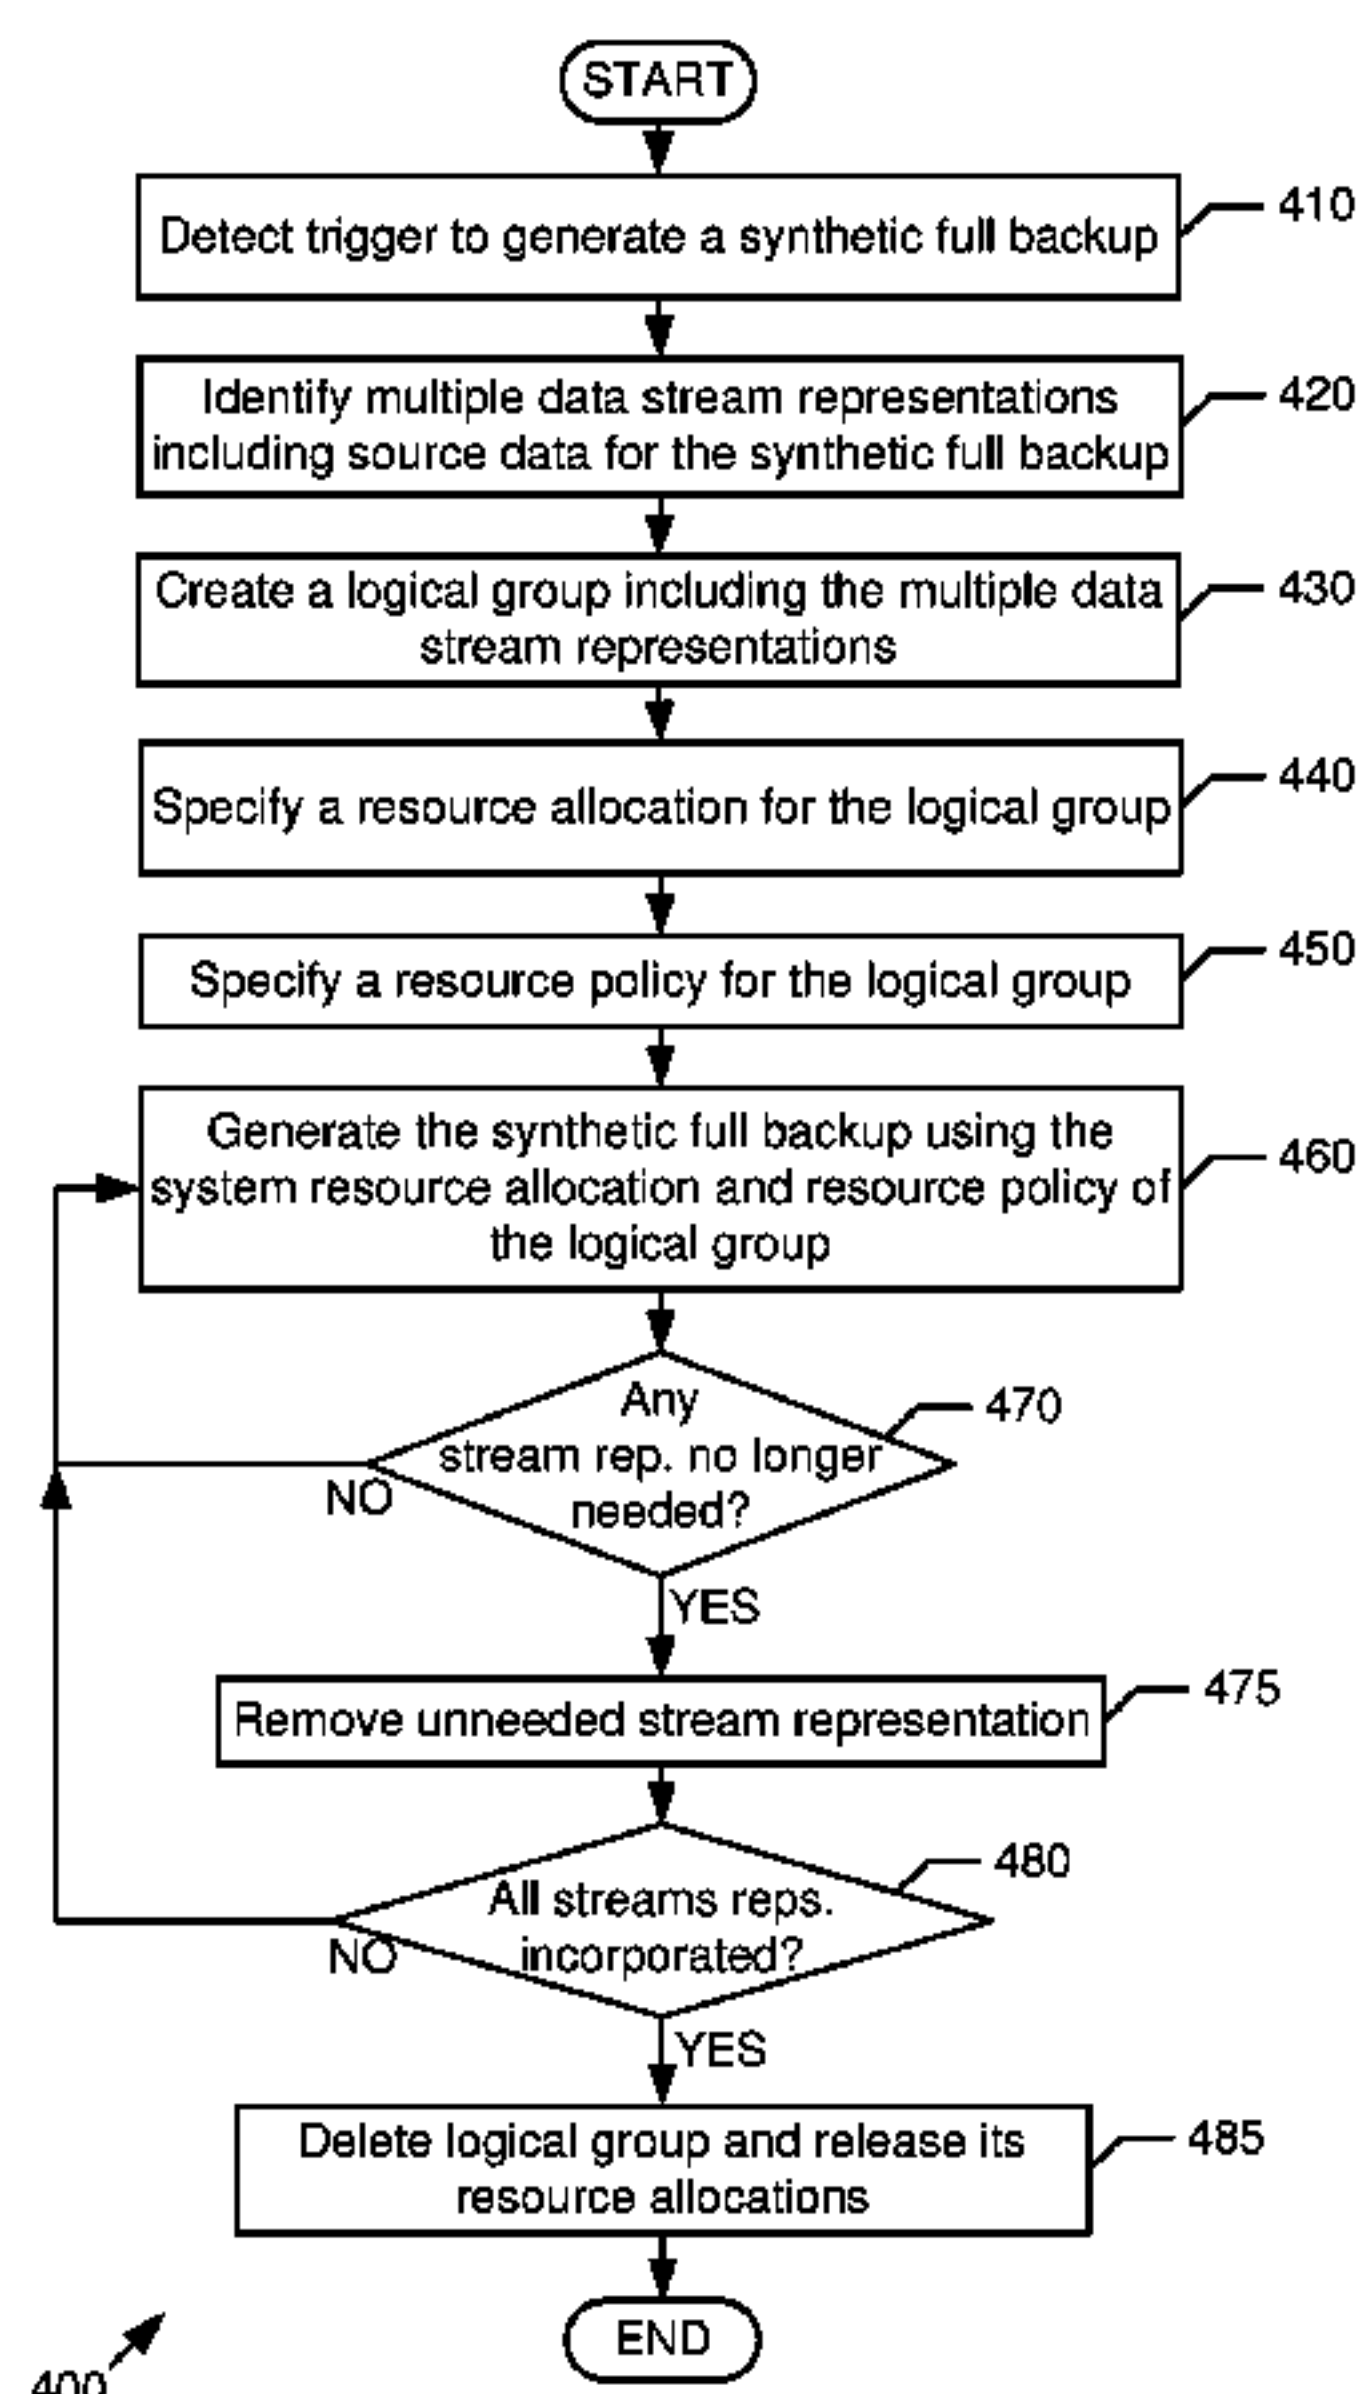 START
Detect trigger to generate a synthetic full backup
410
Identify multiple data stream representations
including source data for the synthetic full backup
420
Create a logical group including the multiple data
stream representations
430
Specify a resource allocation for the logical group
440
Specify a resource policy for the logical group
450
Generate the synthetic full backup using the
system resource allocation and resource policy of
the logical group
460
Any
stream rep. no longer
needed?
470
NO
YES
Remove unneeded stream representation
475
All streams reps.
incorporated?
480
NO
YES
Delete logical group and release its
resource allocations
485
END
400